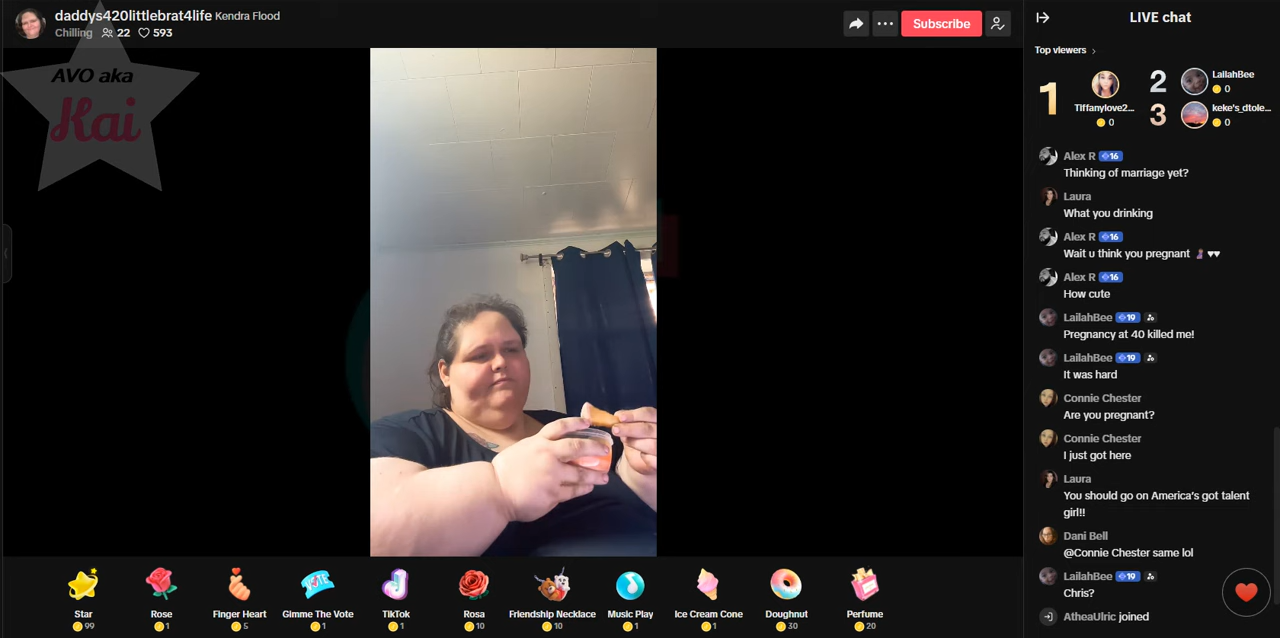 daddys420littlebrat4life Kendra Flood
Chilling 22 593
Subscribe
AVO aka
Kai
LIVE chat
Top viewers
1
Tiffanylove2...
0
2
LailahBee
0
3
keke's_dtole...
0
Alex R 16
Thinking of marriage yet?
Laura
What you drinking
Alex R 16
Wait u think you pregnant 🤰🏾♥♥
Alex R 16
How cute
LailahBee 19
Pregnancy at 40 killed me!
LailahBee 19
It was hard
Connie Chester
Are you pregnant?
Connie Chester
I just got here
Laura
You should go on America's got talent
girl!!
Dani Bell
@Connie Chester same lol
LailahBee 19
Chris?
AtheaUlric joined
VOTE
Star Rose Finger Heart Gimme The Vote TikTok Rosa Friendship Necklace Music Play Ice Cream Cone Doughnut Perfume
99 1 5 1 1 10 10 1 1 30 20